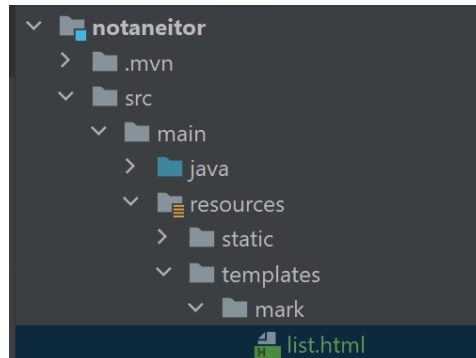 notaneitor
.mvn
src
main
java
resources
static
templates
mark
list.html